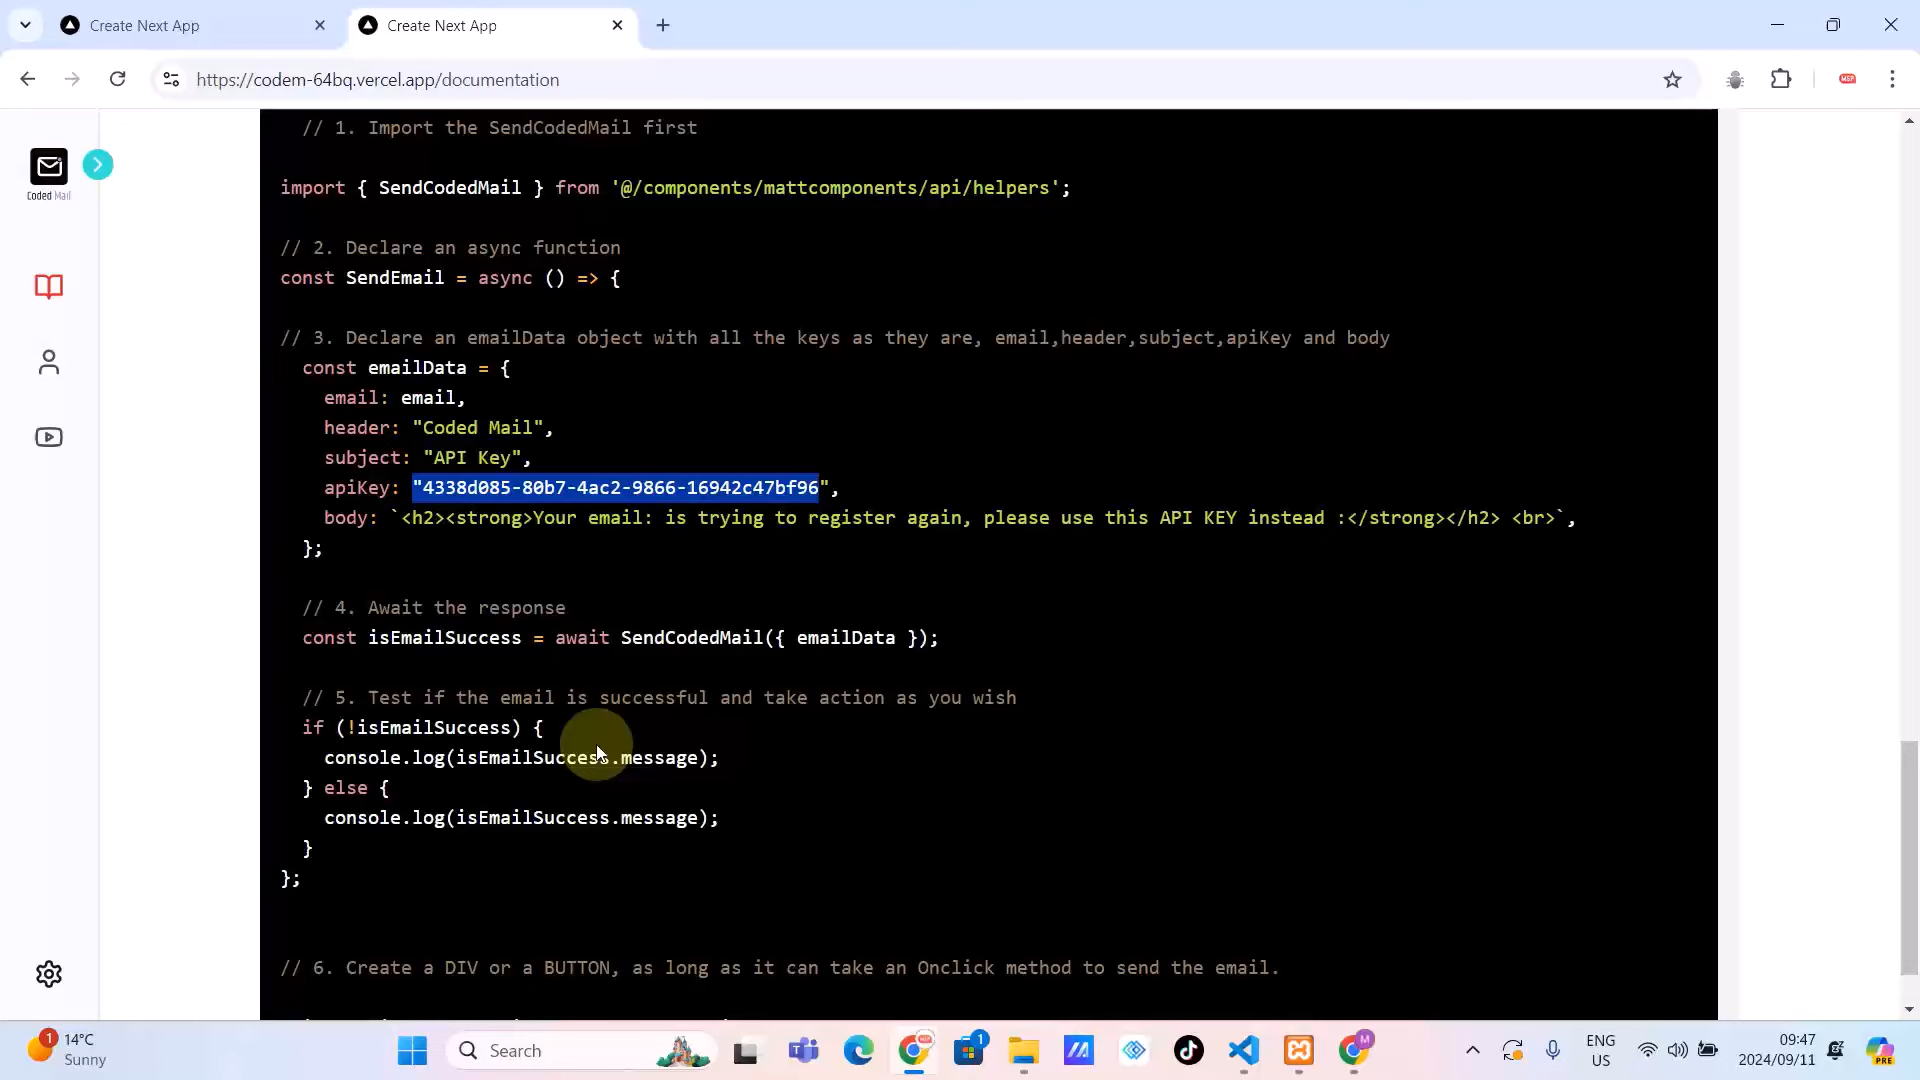 Create Next App
Create Next App
https://codem-64bq.vercel.app/documentation
MSP
Coded Mail
// 1. Import the SendCodedMail first
import { SendCodedMail } from '@/components/mattcomponents/api/helpers';
// 2. Declare an async function
const SendEmail = async () => {
// 3. Declare an emailData object with all the keys as they are, email,header,subject,apiKey and body
const emailData = {
email: email,
header: "Coded Mail",
subject: "API Key",
apiKey: "4338d085-80b7-4ac2-9866-16942c47bf96",
body: `<h2><strong>Your email: is trying to register again, please use this API KEY instead :</strong></h2> <br>`,
};
// 4. Await the response
const isEmailSuccess = await SendCodedMail({ emailData });
// 5. Test if the email is successful and take action as you wish
if (!isEmailSuccess) {
console.log(isEmailSuccess.message);
} else {
console.log(isEmailSuccess.message);
}
};
// 6. Create a DIV or a BUTTON, as long as it can take an Onclick method to send the email.
1
14°C
Sunny
Search
1
M
ENG
US
09:47
2024/09/11
PRE